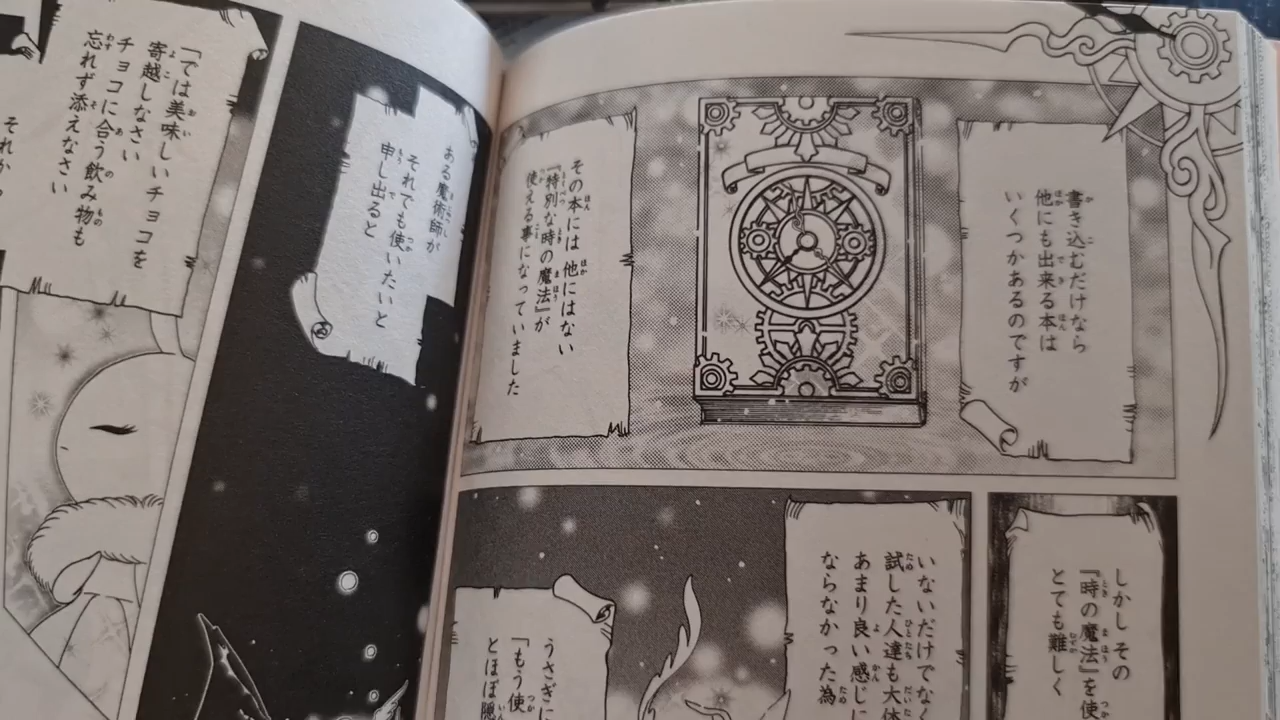 書き込むだけなら
他にも出来る本は
いくつかあるのですが
その本には 他にはない
『特別な時の魔法』が
使える事になっていました
しかし その
『時の魔法』を使
とても難しく
いないだけでなく
試した人達も大体
あまり良い感じに
ならなかった為
うさぎに
「もう使
とほぼ隠
ある魔術師が
それでも使いたいと
申し出ると
「では美味しいチョコを
寄越しなさい
チョコに合う飲み物も
忘れず添えなさい
それから